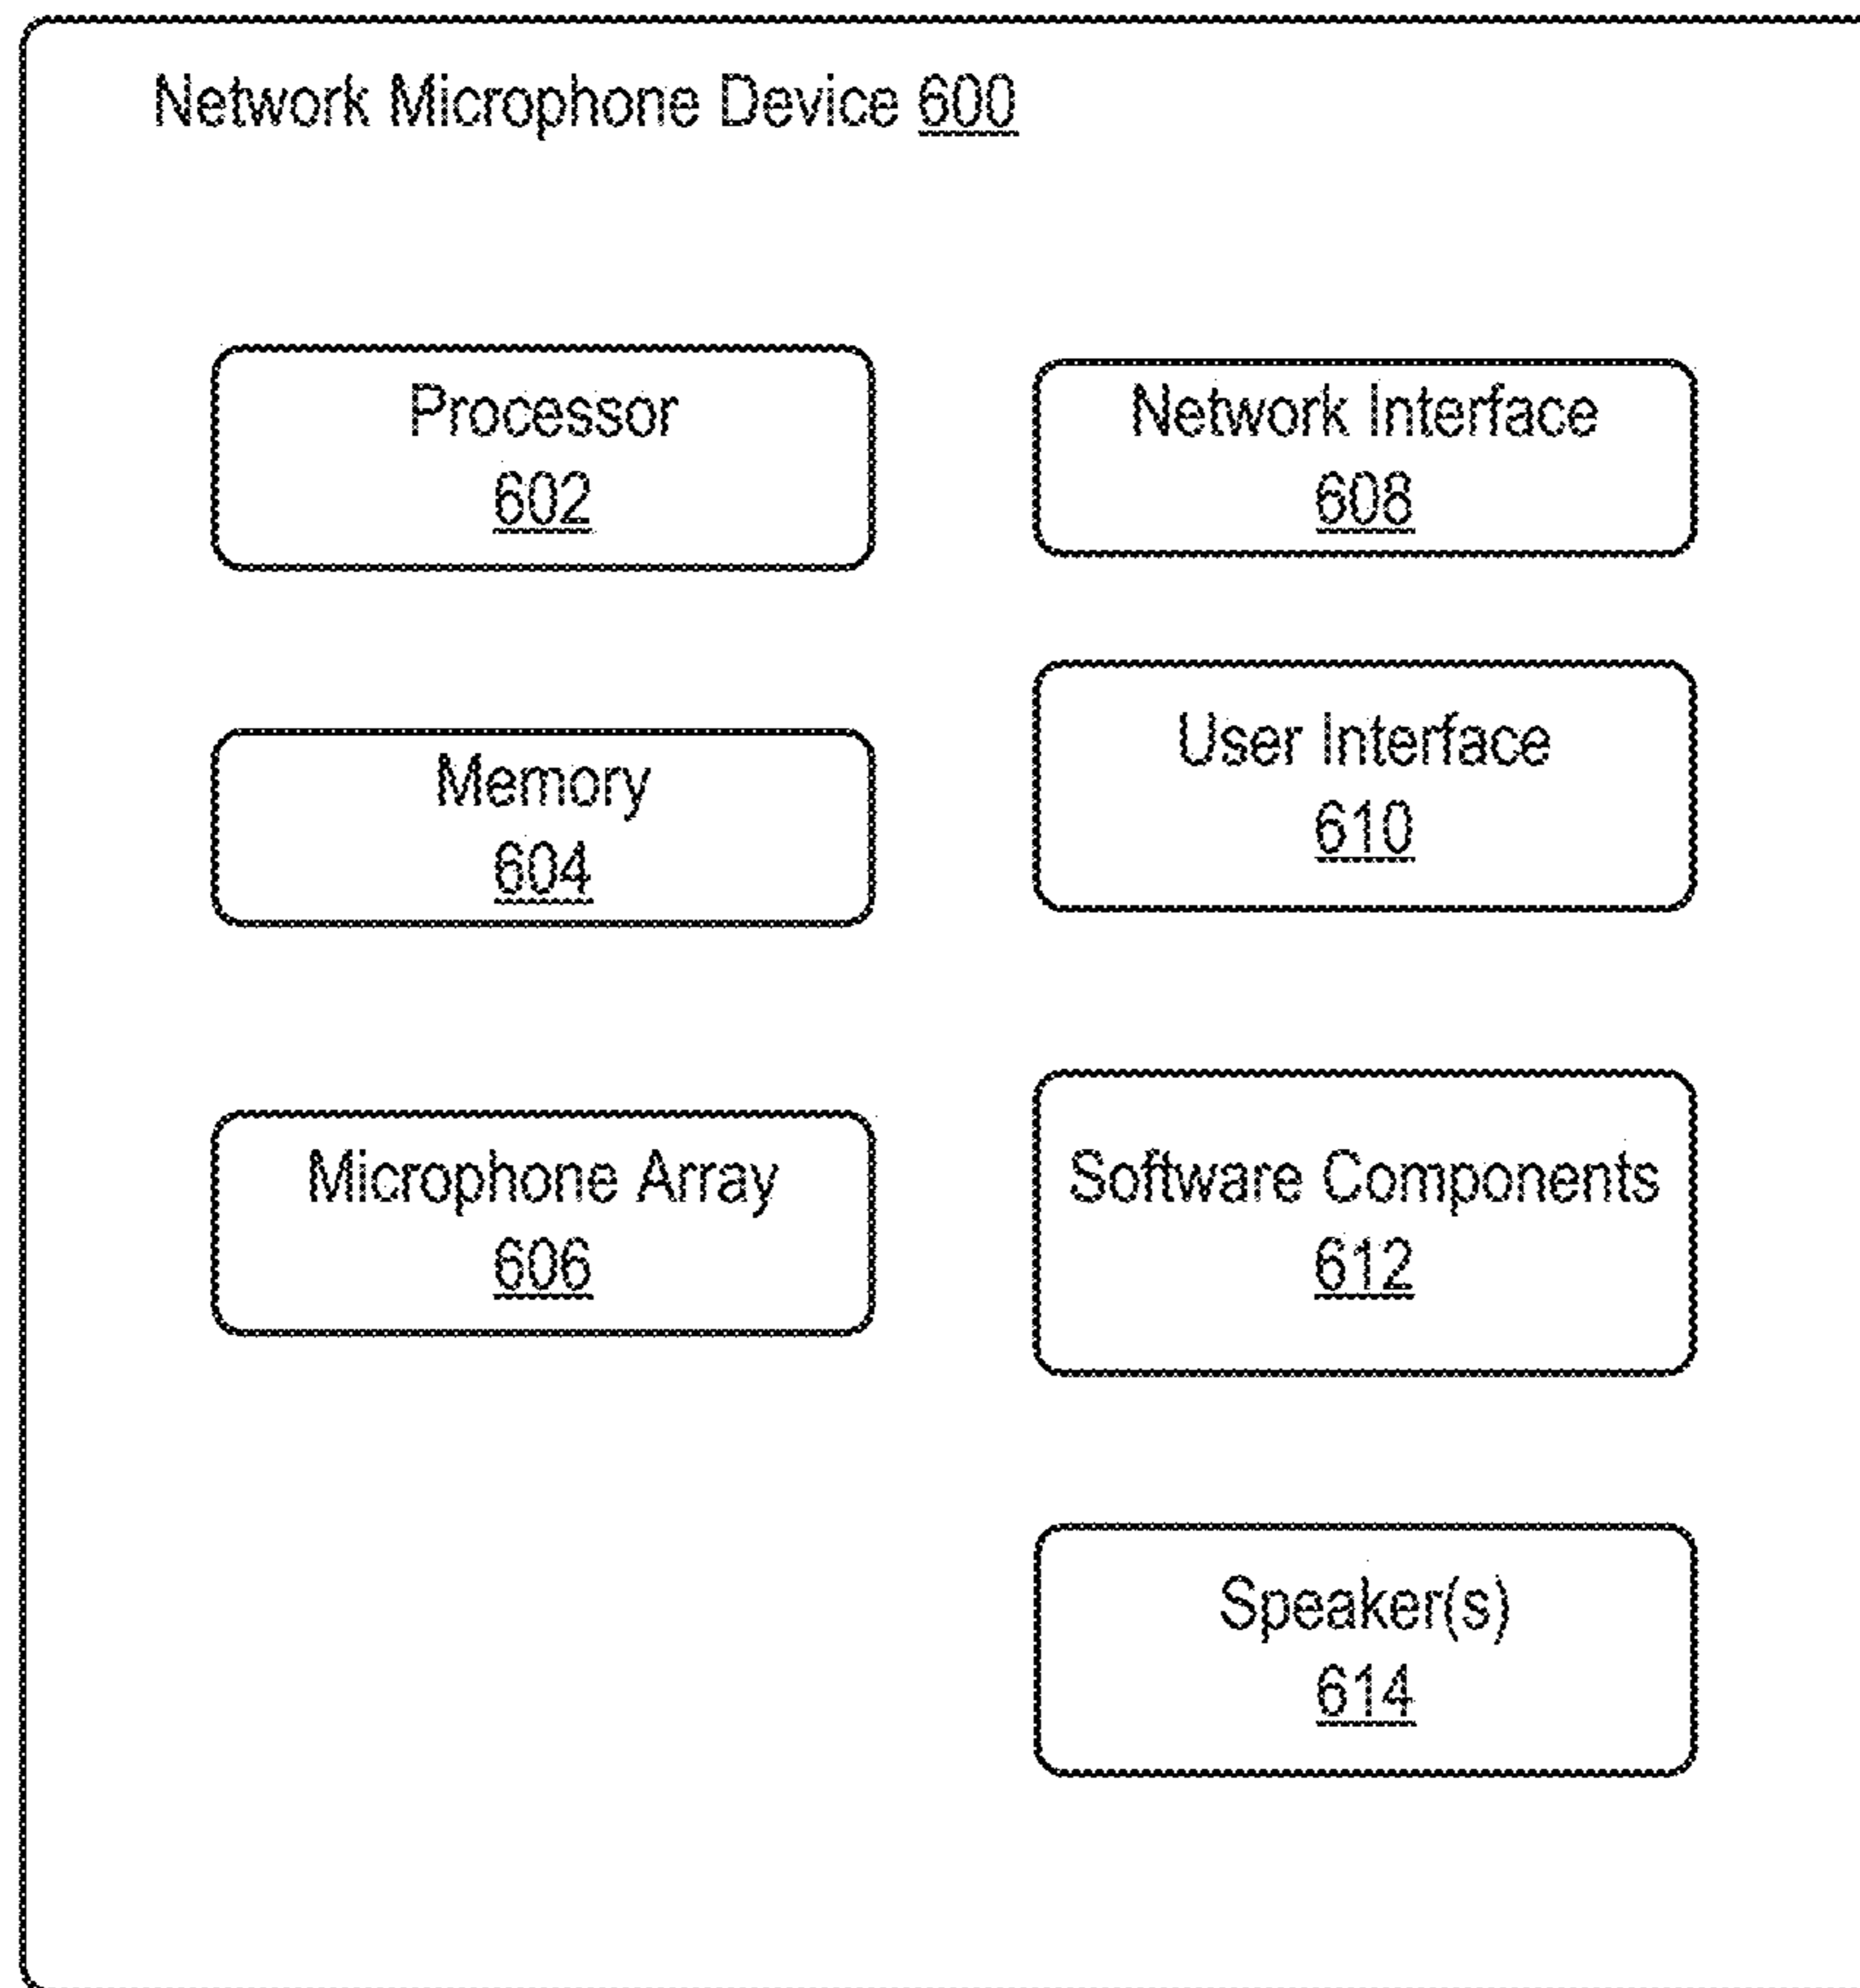 Network Microphone Device 600
Processor
602
Network Interface
608
Memory
604
User Interface
610
Microphone Array
606
Software Components
612
Speaker(s)
614